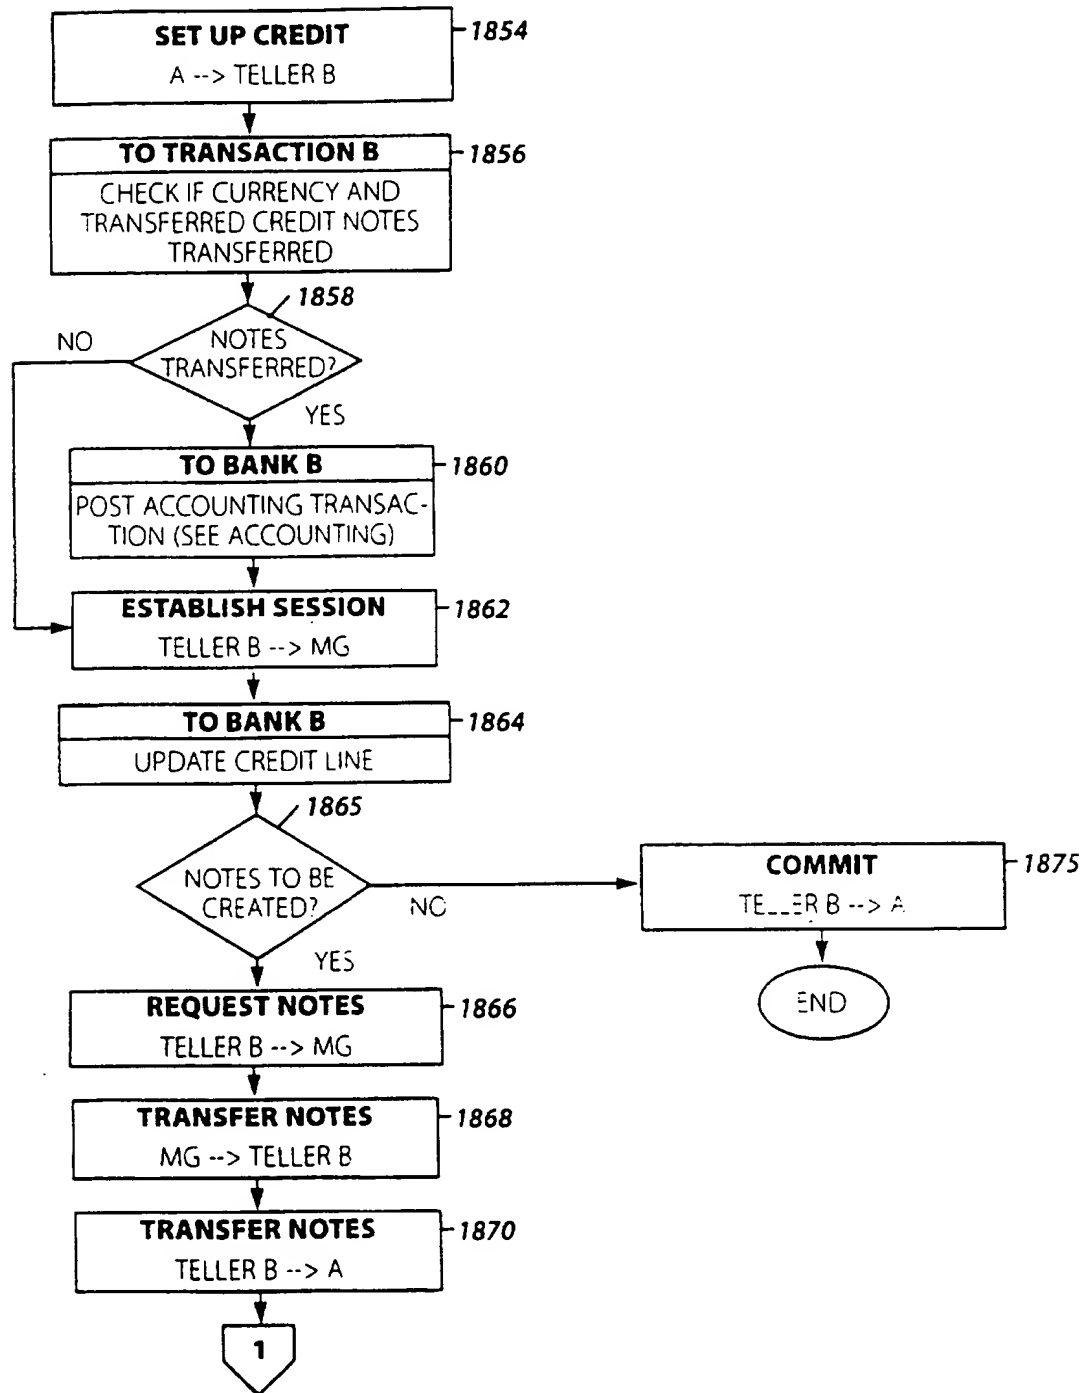 SET UP CREDIT
1854
A --> TELLER B
TO TRANSACTION B
1856
CHECK IF CURRENCY AND
TRANSFERRED CREDIT NOTES
TRANSFERRED
1858
NO
NOTES
TRANSFERRED?
YES
TO BANK B
1860
POST ACCOUNTING TRANSAC-
TION (SEE ACCOUNTING)
ESTABLISH SESSION
1862
TELLER B --> MG
TO BANK B
1864
UPDATE CREDIT LINE
1865
NOTES TO BE
CREATED?
NO
YES
COMMIT
1875
TELLER B --> A
END
REQUEST NOTES
1866
TELLER B --> MG
TRANSFER NOTES
1868
MG --> TELLER B
TRANSFER NOTES
1870
TELLER B --> A
1